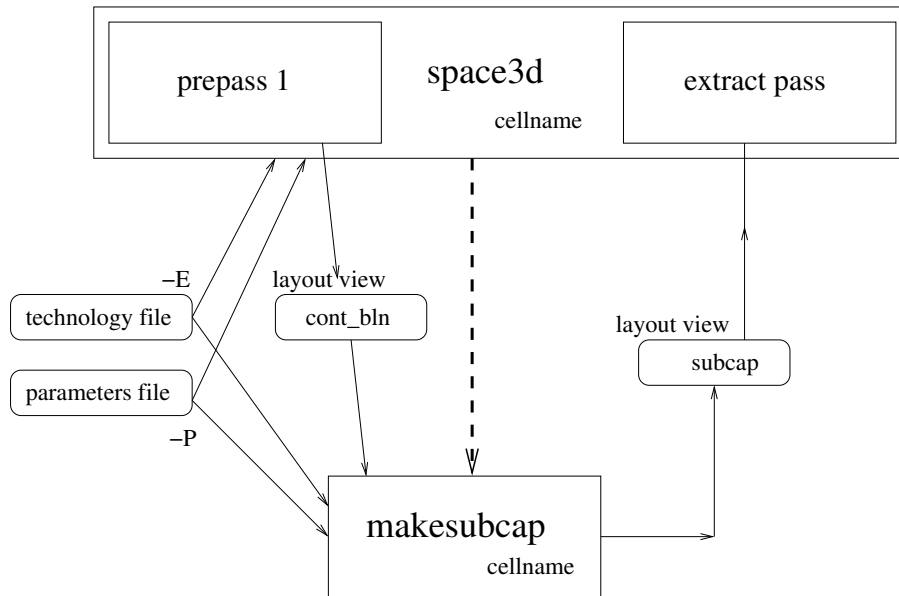 prepass 1
space3d
cellname
extract pass
–E
layout view
technology file
cont_bln
layout view
subcap
parameters file
–P
makesubcap
cellname